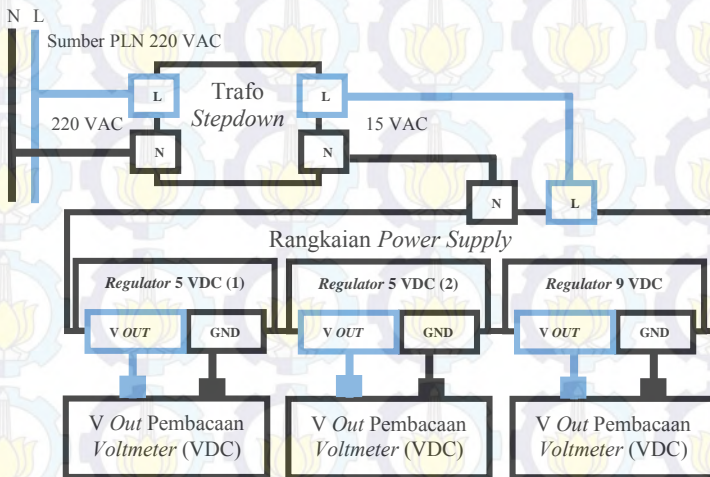 N L
Sumber PLN 220 VAC
L
Trafo
Stepdown
L
220 VAC
15 VAC
N
N
N
L
Rangkaian Power Supply
Regulator 5 VDC (1)
Regulator 5 VDC (2)
Regulator 9 VDC
V OUT
GND
V OUT
GND
V OUT
GND
V Out Pembacaan
Voltmeter (VDC)
V Out Pembacaan
Voltmeter (VDC)
V Out Pembacaan
Voltmeter (VDC)